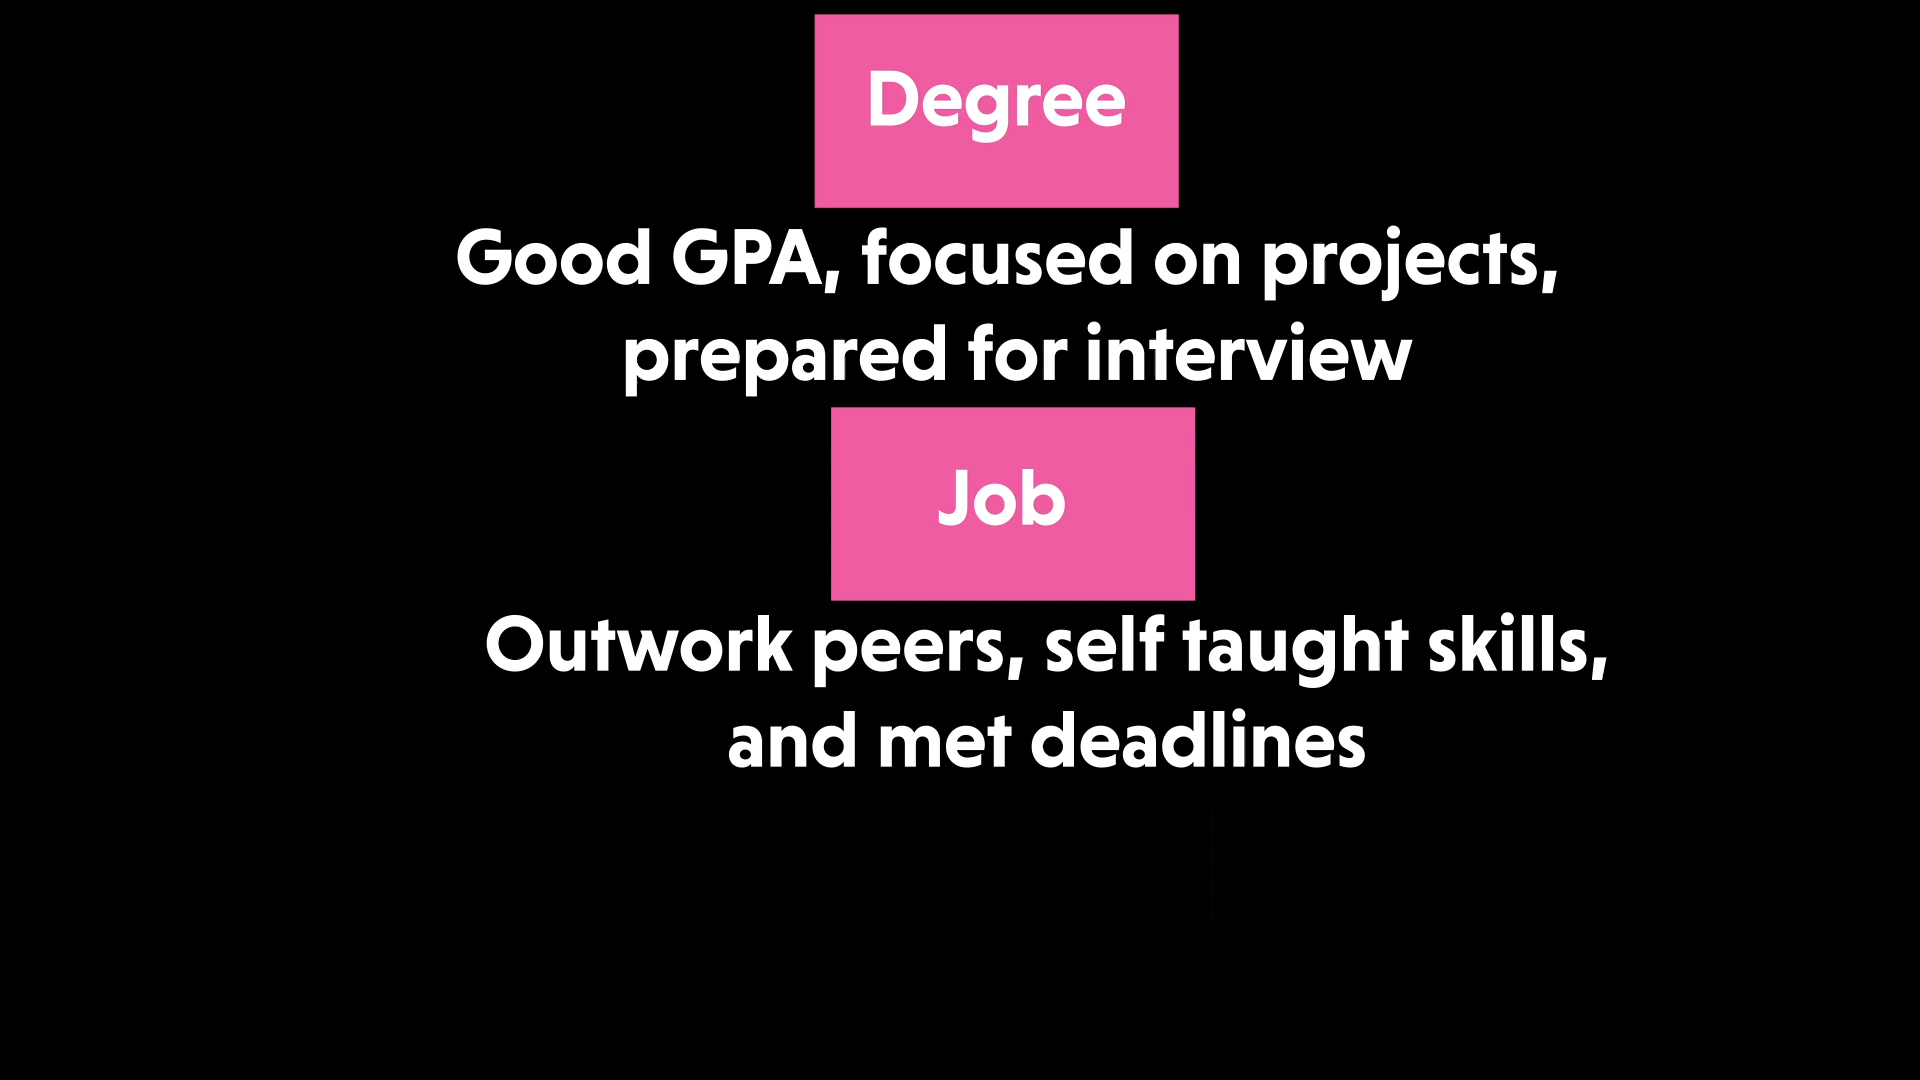 Degree
Good GPA, focused on projects,
prepared for interview
Job
Outwork peers, self taught skills,
and met deadlines